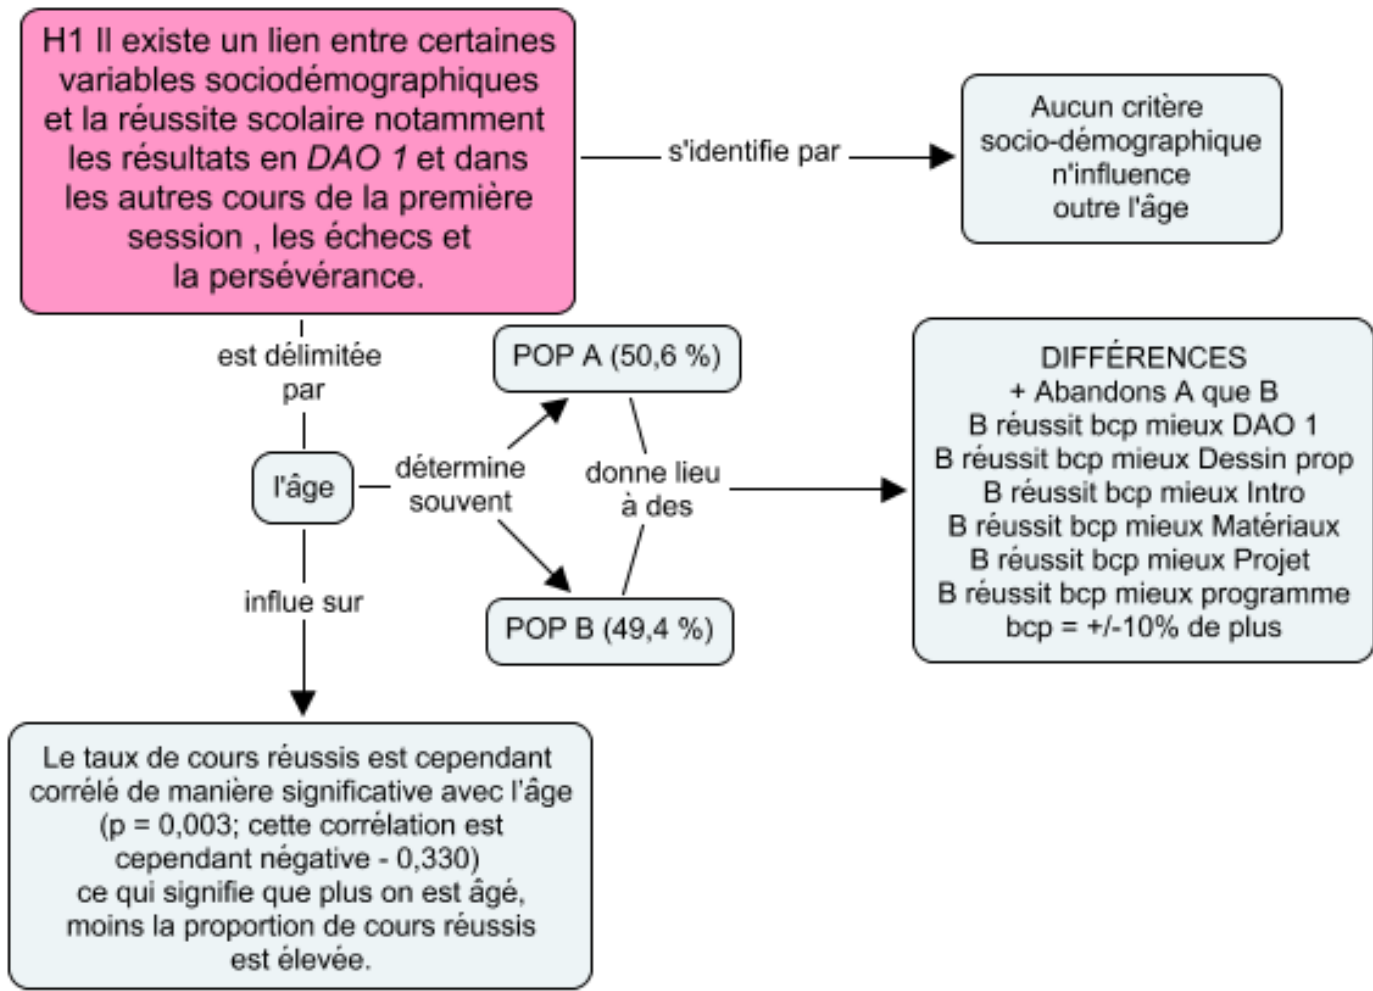 H1 Il existe un lien entre certaines
variables sociodémographiques
et la réussite scolaire notamment
les résultats en DAO 1 et dans
les autres cours de la première
session , les échecs et
la persévérance.
s'identifie par
Aucun critère
socio-démographique
n'influence
outre l'âge
est délimitée
par
l'âge
détermine
souvent
POP A (50,6 %)
POP B (49,4 %)
donne lieu
à des
DIFFÉRENCES
+ Abandons A que B
B réussit bcp mieux DAO 1
B réussit bcp mieux Dessin prop
B réussit bcp mieux Intro
B réussit bcp mieux Matériaux
B réussit bcp mieux Projet
B réussit bcp mieux programme
bcp = +/-10% de plus
influe sur
Le taux de cours réussis est cependant
corrélé de manière significative avec l'âge
(p = 0,003; cette corrélation est
cependant négative - 0,330)
ce qui signifie que plus on est âgé,
moins la proportion de cours réussis
est élevée.